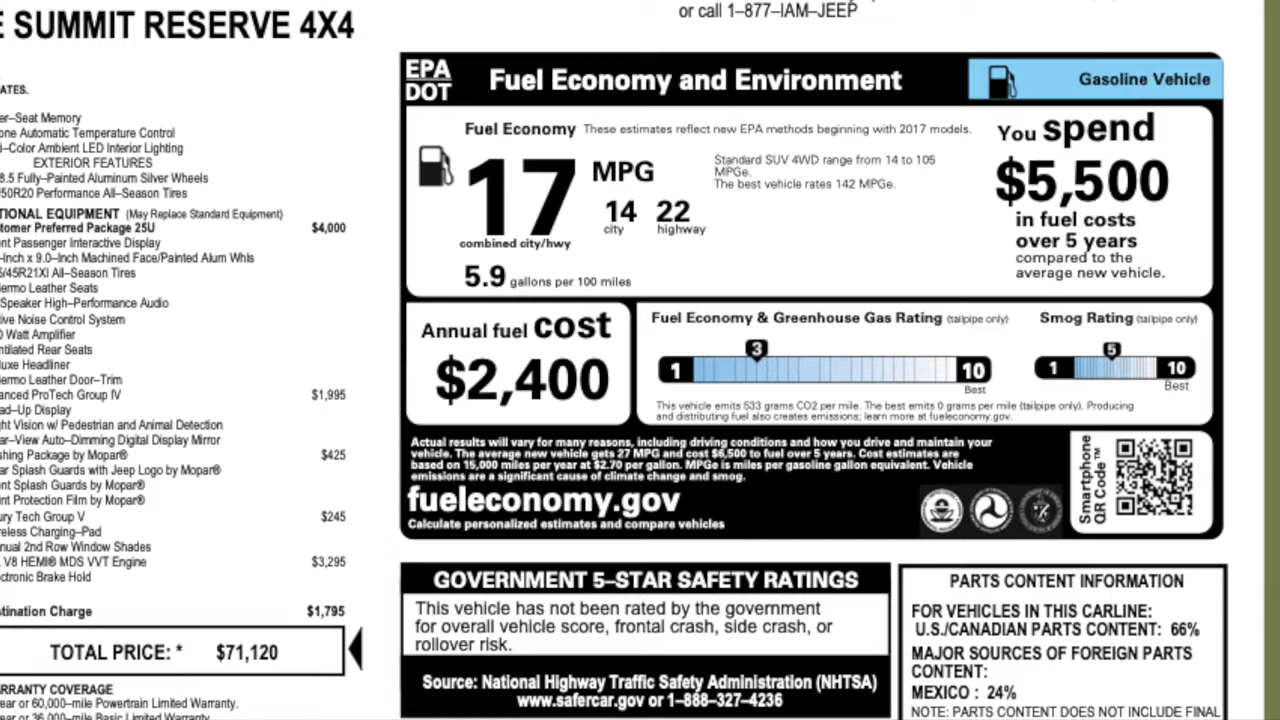 or call 1–877–IAM–JEEP
SUMMIT RESERVE 4X4
EPA
DOT
Fuel Economy and Environment
Gasoline Vehicle
Fuel Economy These estimates reflect new EPA methods beginning with 2017 models.
17
MPG
14 22
city highway
combined city/hwy
5.9 gallons per 100 miles
Standard SUV 4WD range from 14 to 105
MPGe.
The best vehicle rates 142 MPGe.
You spend
$5,500
in fuel costs
over 5 years
compared to the
average new vehicle.
Annual fuel cost
$2,400
Fuel Economy & Greenhouse Gas Rating (tailpipe only)
3
1 10
Best
Smog Rating (tailpipe only)
5
1 10
Best
This vehicle emits 533 grams CO2 per mile. The best emits 0 grams per mile (tailpipe only). Producing
and distributing fuel also creates emissions; learn more at fueleconomy.gov.
Actual results will vary for many reasons, including driving conditions and how you drive and maintain your
vehicle. The average new vehicle gets 27 MPG and cost $6,500 to fuel over 5 years. Cost estimates are
based on 15,000 miles per year at $2.70 per gallon. MPGe is miles per gasoline gallon equivalent. Vehicle
emissions are a significant cause of climate change and smog.
fueleconomy.gov
Calculate personalized estimates and compare vehicles
Smartphone
QR Code™
ATES.
er–Seat Memory
one Automatic Temperature Control
i–Color Ambient LED Interior Lighting
EXTERIOR FEATURES
8.5 Fully–Painted Aluminum Silver Wheels
50R20 Performance All–Season Tires
TIONAL EQUIPMENT (May Replace Standard Equipment)
tomer Preferred Package 25U $4,000
nt Passenger Interactive Display
–Inch x 9.0–Inch Machined Face/Painted Alum Whls
5/45R21Xl All–Season Tires
ermo Leather Seats
Speaker High–Performance Audio
tive Noise Control System
0 Watt Amplifier
ntilated Rear Seats
luxe Headliner
ermo Leather Door–Trim
anced ProTech Group IV $1,995
ad–Up Display
ght Vision w/ Pedestrian and Animal Detection
ar–View Auto–Dimming Digital Display Mirror
shing Package by Mopar® $425
ar Splash Guards with Jeep Logo by Mopar®
nt Splash Guards by Mopar®
int Protection Film by Mopar®
ury Tech Group V $245
reless Charging–Pad
nual 2nd Row Window Shades
V8 HEMI® MDS VVT Engine $3,295
ctronic Brake Hold
stination Charge $1,795
TOTAL PRICE: * $71,120
RRANTY COVERAGE
ear or 60,000–mile Powertrain Limited Warranty.
ear or 36,000–mile Basic Limited Warranty.
GOVERNMENT 5–STAR SAFETY RATINGS
This vehicle has not been rated by the government
for overall vehicle score, frontal crash, side crash, or
rollover risk.
Source: National Highway Traffic Safety Administration (NHTSA)
www.safercar.gov or 1–888–327–4236
PARTS CONTENT INFORMATION
FOR VEHICLES IN THIS CARLINE:
U.S./CANADIAN PARTS CONTENT: 66%
MAJOR SOURCES OF FOREIGN PARTS
CONTENT:
MEXICO : 24%
NOTE: PARTS CONTENT DOES NOT INCLUDE FINAL